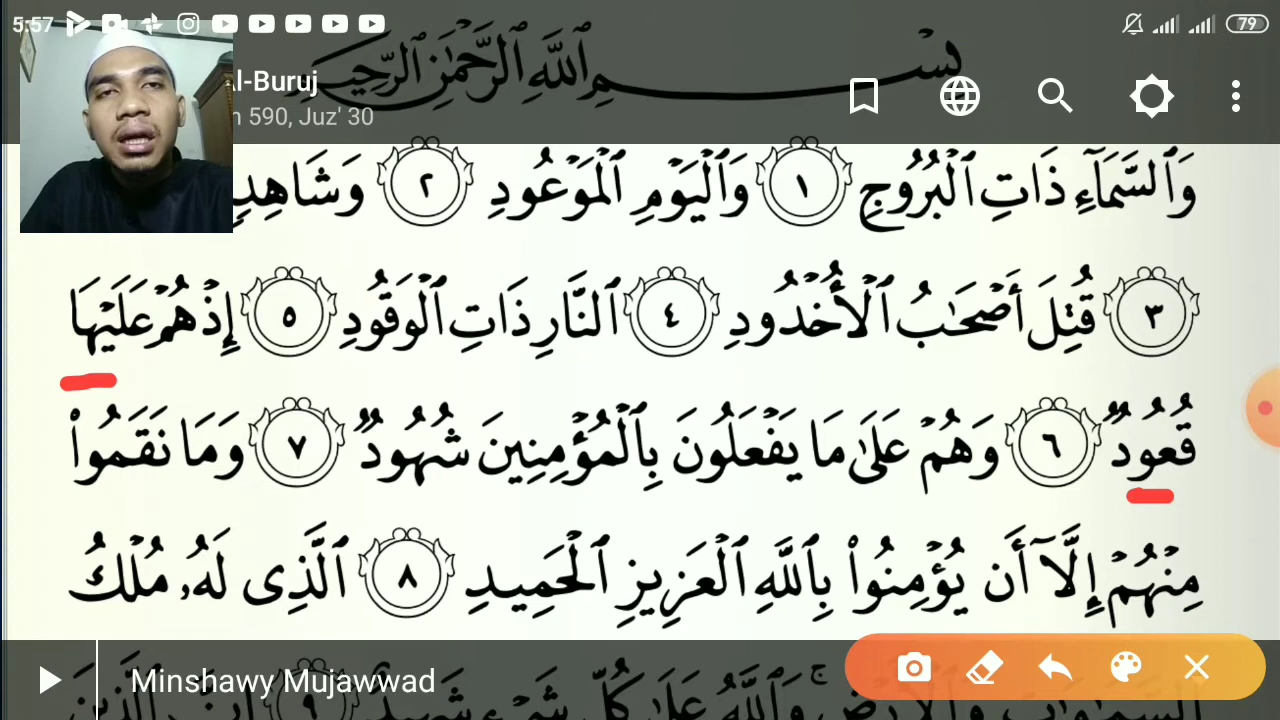 5:57
79
بِسْمِ ٱللَّهِ ٱلرَّحْمَٰنِ ٱلرَّحِيمِ
l-Buruj
590, Juz' 30
وَٱلسَّمَآءِ ذَاتِ ٱلْبُرُوجِ ١ وَٱلْيَوْمِ ٱلْمَوْعُودِ ٢ وَشَاهِدٍ
٣ قُتِلَ أَصْحَٰبُ ٱلْأُخْدُودِ ٤ ٱلنَّارِ ذَاتِ ٱلْوَقُودِ ٥ إِذْ هُمْ عَلَيْهَا
قُعُودٌ ٦ وَهُمْ عَلَىٰ مَا يَفْعَلُونَ بِٱلْمُؤْمِنِينَ شُهُودٌ ٧ وَمَا نَقَمُوا۟
مِنْهُمْ إِلَّآ أَن يُؤْمِنُوا۟ بِٱللَّهِ ٱلْعَزِيزِ ٱلْحَمِيدِ ٨ ٱلَّذِى لَهُۥ مُلْكُ
Minshawy Mujawwad